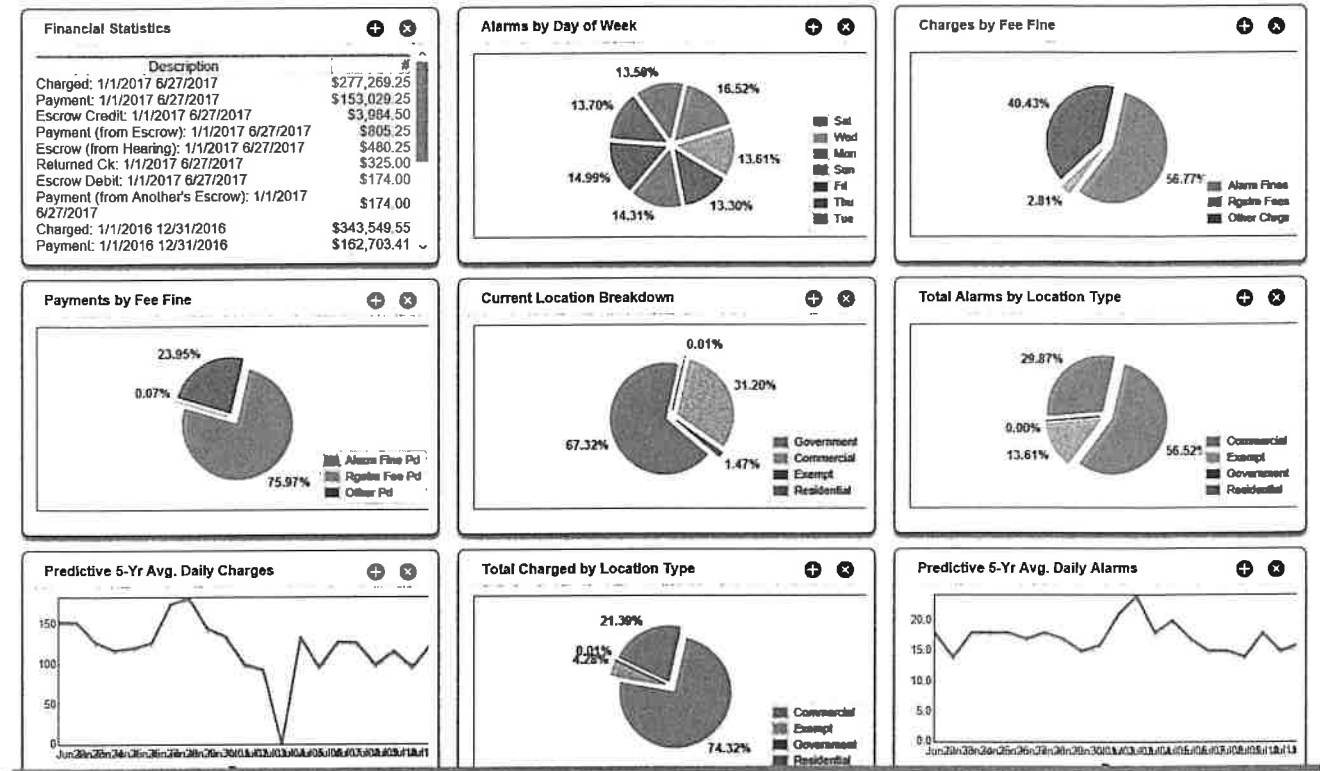 Financial Statistics
Description #
Charged: 1/1/2017 6/27/2017 $277,269.25
Payment: 1/1/2017 6/27/2017 $153,029.25
Escrow Credit: 1/1/2017 6/27/2017 $3,984.50
Payment (from Escrow): 1/1/2017 6/27/2017 $805.25
Escrow (from Hearing): 1/1/2017 6/27/2017 $480.25
Returned Ck: 1/1/2017 6/27/2017 $325.00
Escrow Debit: 1/1/2017 6/27/2017 $174.00
Payment (from Another's Escrow): 1/1/2017
6/27/2017 $174.00
Charged: 1/1/2016 12/31/2016 $343,549.55
Payment: 1/1/2016 12/31/2016 $162,703.41
Alarms by Day of Week
13.58%
16.52%
13.70%
13.61%
14.99%
13.30%
14.31%
Sat
Wed
Mon
Sun
Fri
Thu
Tue
Charges by Fee Fine
40.43%
56.77%
2.81%
Alarm Fines
Rgstre Fees
Other Chrgs
Payments by Fee Fine
23.95%
0.07%
75.97%
Alarm Fine Pd
Rgstre Fee Pd
Other Pd
Current Location Breakdown
0.01%
31.20%
67.32%
1.47%
Government
Commercial
Exempt
Residential
Total Alarms by Location Type
29.87%
0.00%
13.61%
56.52%
Commercial
Exempt
Government
Residential
Predictive 5-Yr Avg. Daily Charges
150
100
50
0
Total Charged by Location Type
21.39%
0.01%
4.28%
74.32%
Commercial
Exempt
Government
Residential
Predictive 5-Yr Avg. Daily Alarms
20.0
15.0
10.0
5.0
0.0